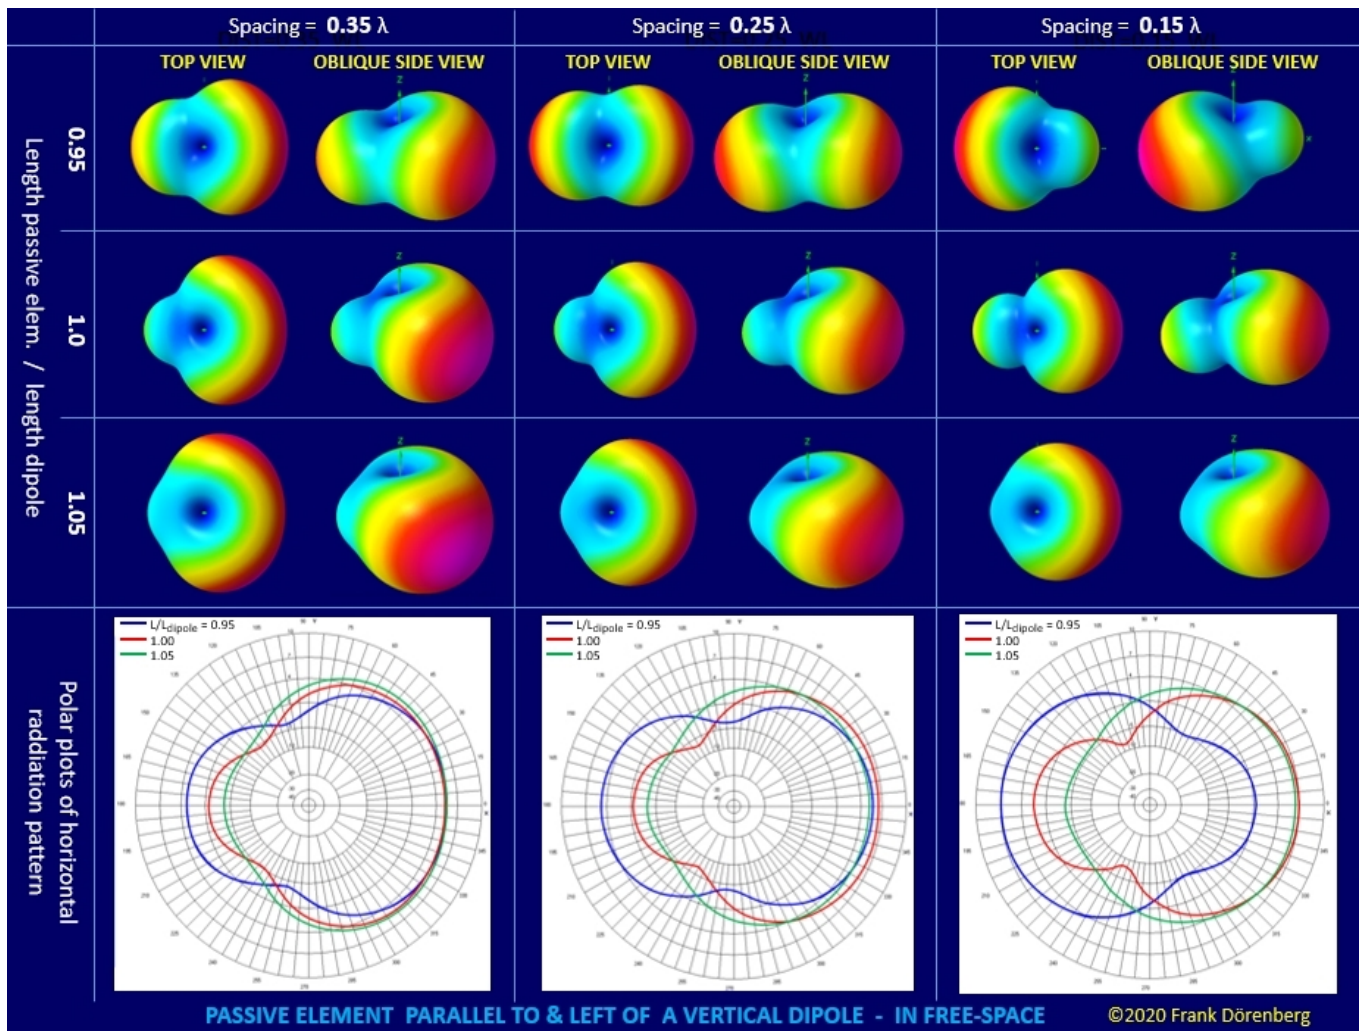 Spacing = 0.35 λ
Spacing = 0.25 λ
Spacing = 0.15 λ
TOP VIEW
OBLIQUE SIDE VIEW
TOP VIEW
OBLIQUE SIDE VIEW
TOP VIEW
OBLIQUE SIDE VIEW
Length passive elem. / length dipole
0.95
1.0
1.05
Z
Z
Z
Z
Z
Z
Z
Z
Polar plots of horizontal
raddiation pattern
L/Ldipole = 0.95
1.00
1.05
L/Ldipole = 0.95
1.00
1.05
L/Ldipole = 0.95
1.00
1.05
PASSIVE ELEMENT PARALLEL TO & LEFT OF A VERTICAL DIPOLE - IN FREE-SPACE
©2020 Frank Dörenberg